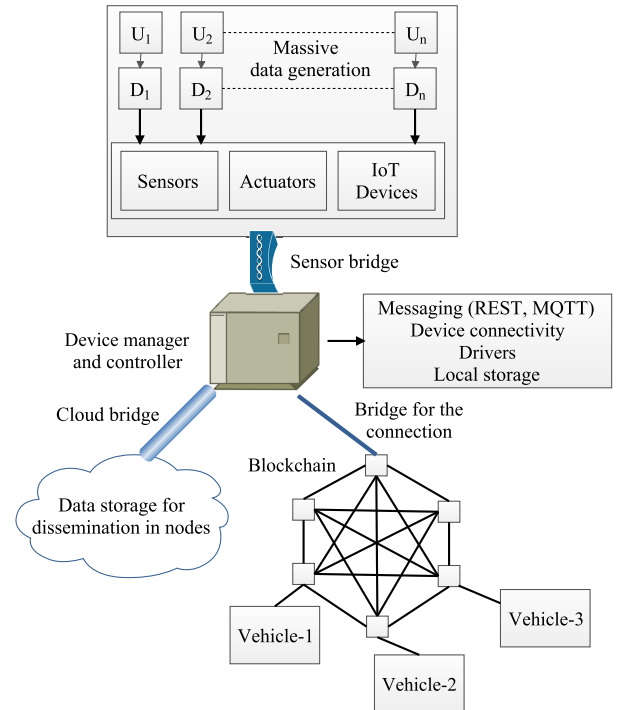 U1 U2 Un
Massive
data generation
D1 D2 Dn
Sensors
Actuators
IoT
Devices
Sensor bridge
Device manager
and controller
Messaging (REST, MQTT)
Device connectivity
Drivers
Local storage
Cloud bridge
Bridge for the
connection
Blockchain
Data storage for
dissemination in nodes
Vehicle-1
Vehicle-2
Vehicle-3